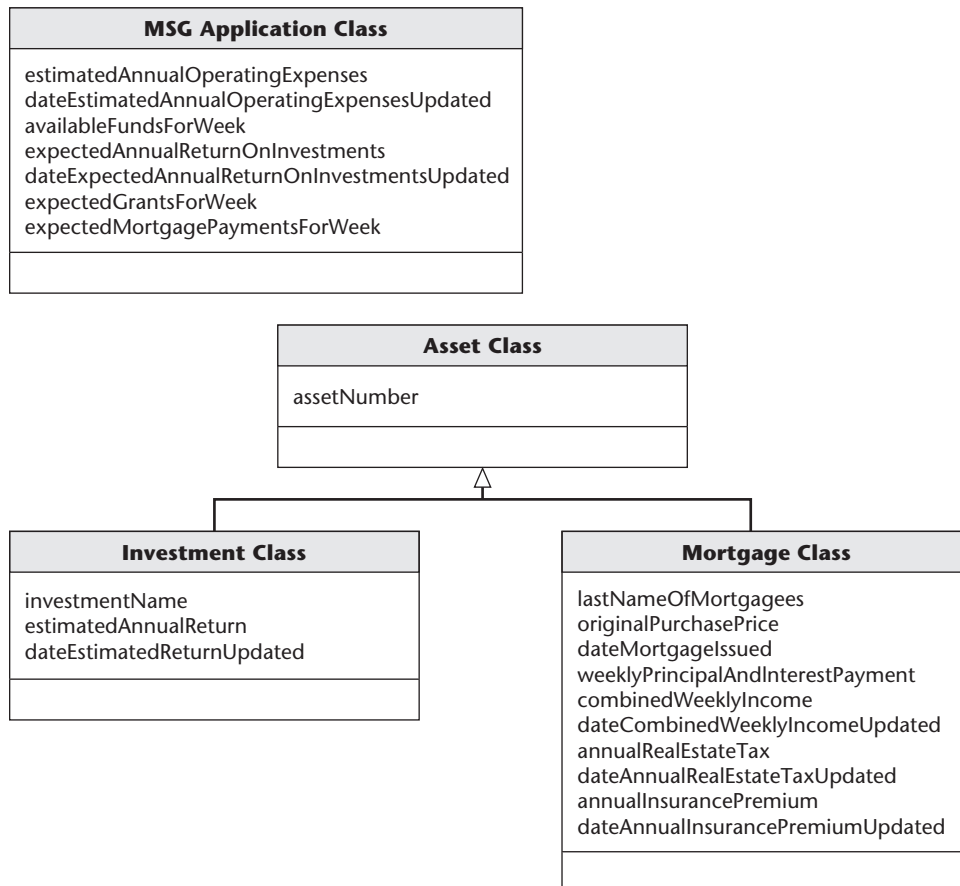 MSG Application Class
estimatedAnnualOperatingExpenses
dateEstimatedAnnualOperatingExpensesUpdated
availableFundsForWeek
expectedAnnualReturnOnInvestments
dateExpectedAnnualReturnOnInvestmentsUpdated
expectedGrantsForWeek
expectedMortgagePaymentsForWeek
Asset Class
assetNumber
Investment Class
investmentName
estimatedAnnualReturn
dateEstimatedReturnUpdated
Mortgage Class
lastNameOfMortgagees
originalPurchasePrice
dateMortgageIssued
weeklyPrincipalAndInterestPayment
combinedWeeklyIncome
dateCombinedWeeklyIncomeUpdated
annualRealEstateTax
dateAnnualRealEstateTaxUpdated
annualInsurancePremium
dateAnnualInsurancePremiumUpdated